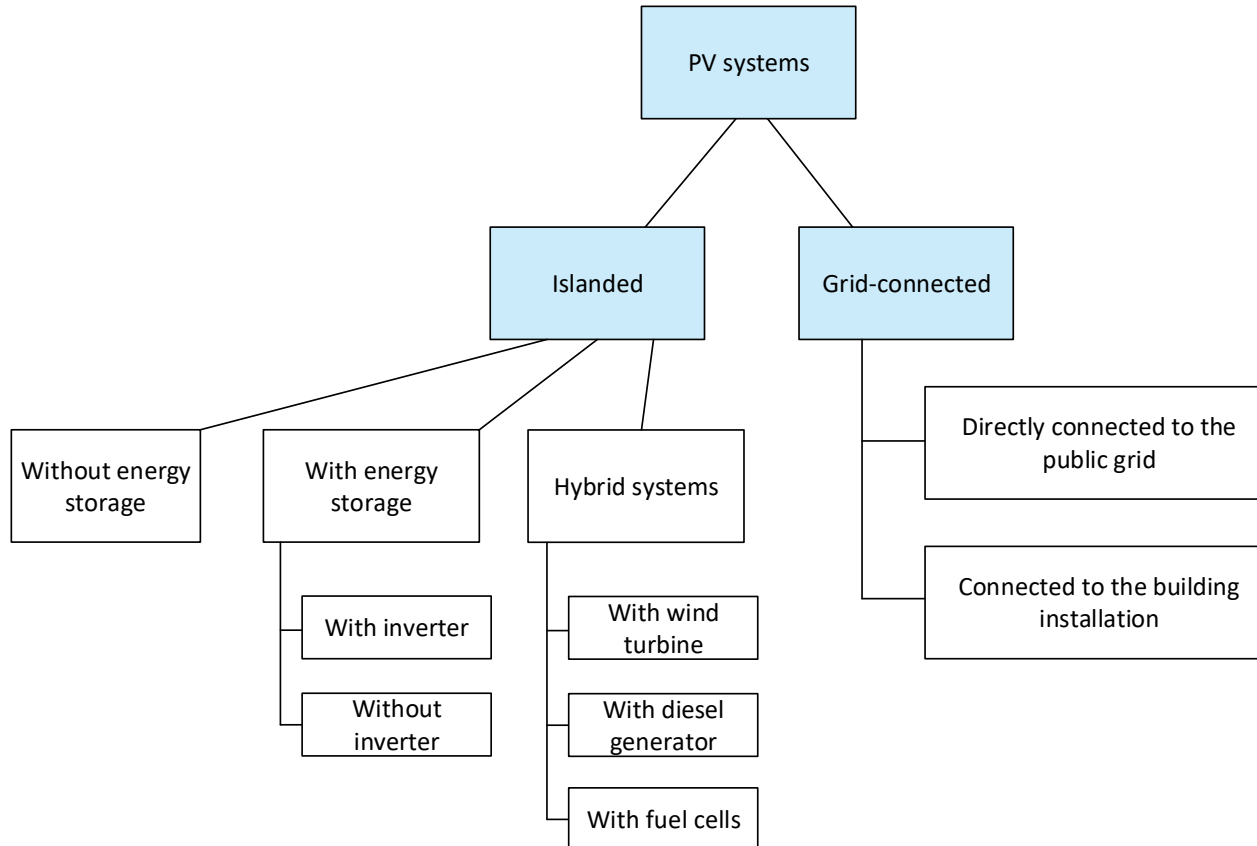 PV systems
Islanded
Grid-connected
Without energy
storage
With energy
storage
Hybrid systems
Directly connected to the
public grid
Connected to the building
installation
With inverter
Without
inverter
With wind
turbine
With diesel
generator
With fuel cells